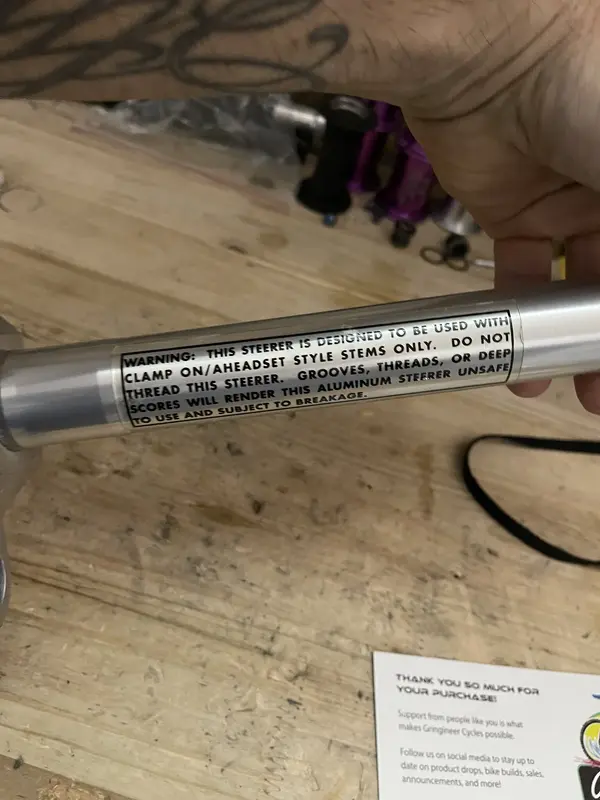 WARNING: THIS STEERER IS DESIGNED TO BE USED WITH
CLAMP ON/AHEADSET STYLE STEMS ONLY. DO NOT
THREAD THIS STEERER. GROOVES, THREADS, OR DEEP
SCORES WILL RENDER THIS ALUMINUM STEERER UNSAFE
TO USE AND SUBJECT TO BREAKAGE.
THANK YOU SO MUCH FOR
YOUR PURCHASE!
Support from people like you is what
makes Gringineer Cycles possible.
Follow us on social media to stay up to
date on product drops, bike builds, sales,
announcements, and more!